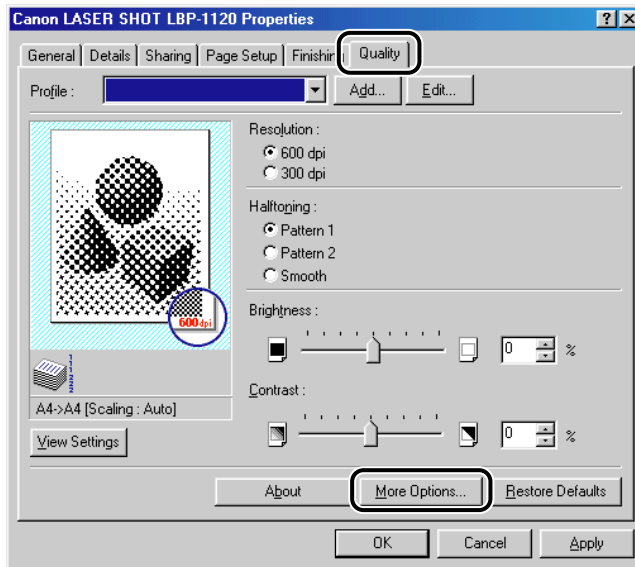 Canon LASER SHOT LBP-1120 Properties
General Details Sharing Page Setup Finishin Quality
Profile : Add... Edit...
Resolution :
600 dpi
300 dpi
Halftoning :
Pattern 1
Pattern 2
Smooth
600dpi
Brightness :
0 %
A4->A4 [Scaling : Auto]
Contrast :
0 %
View Settings
About More Options... Restore Defaults
OK Cancel Apply